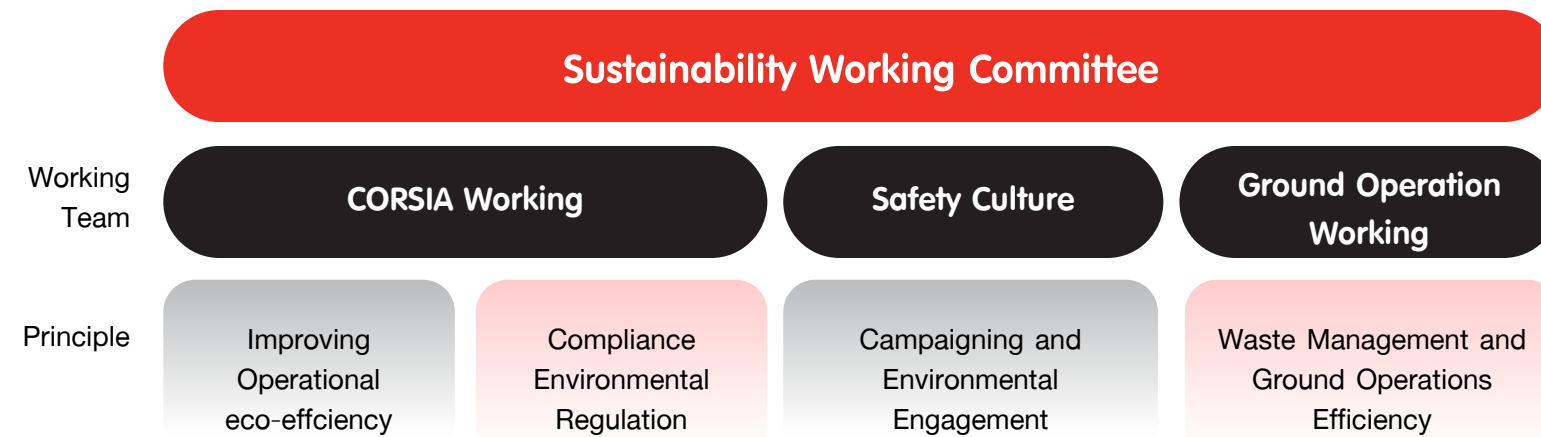 Sustainability Working Committee
Working
Team
CORSIA Working
Safety Culture
Ground Operation
Working
Principle
Improving
Operational
eco-effciency
Compliance
Environmental
Regulation
Campaigning and
Environmental
Engagement
Waste Management and
Ground Operations
Efficiency